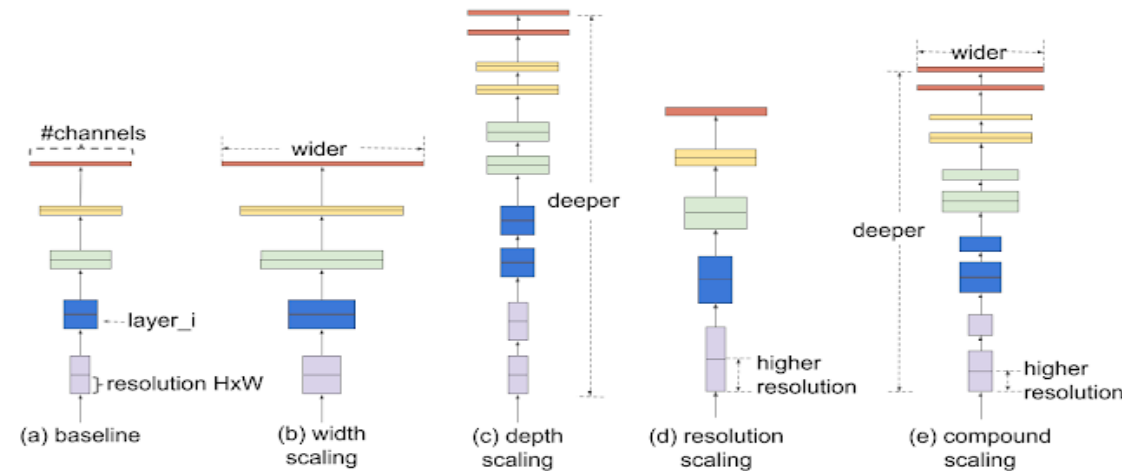 #channels
layer_i
resolution HxW
(a) baseline
wider
(b) width
scaling
deeper
(c) depth
scaling
higher
resolution
(d) resolution
scaling
wider
deeper
higher
resolution
(e) compound
scaling